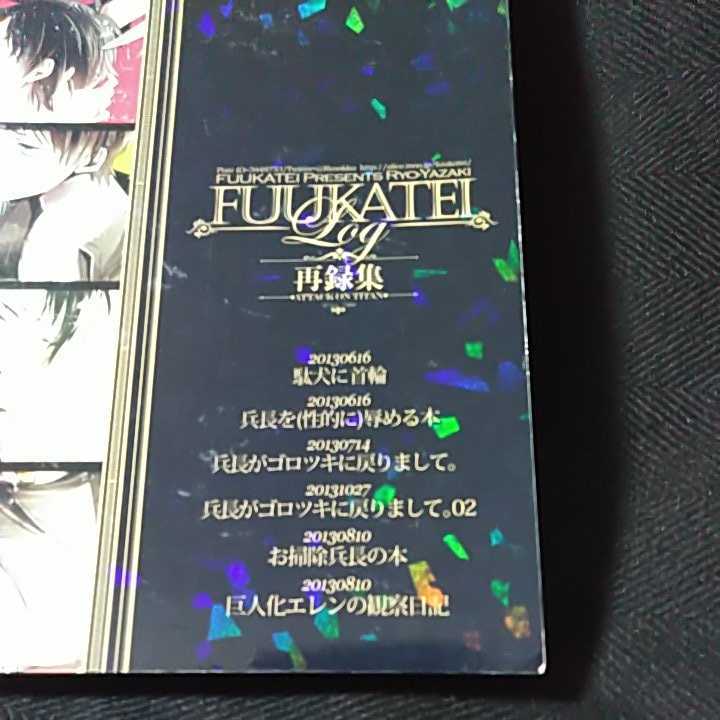 FUUKATEI PRESENTS RYO-YAZAKI
FUUKATEI
Log
再録集
ATTACK ON TITAN
20130616
駄犬に首輪
20130616
兵長を(性的に)辱める本
20130714
兵長がゴロツキに戻りまして。
20131027
兵長がゴロツキに戻りまして。02
20130810
お掃除兵長の本
20130810
巨人化エレンの観察日記